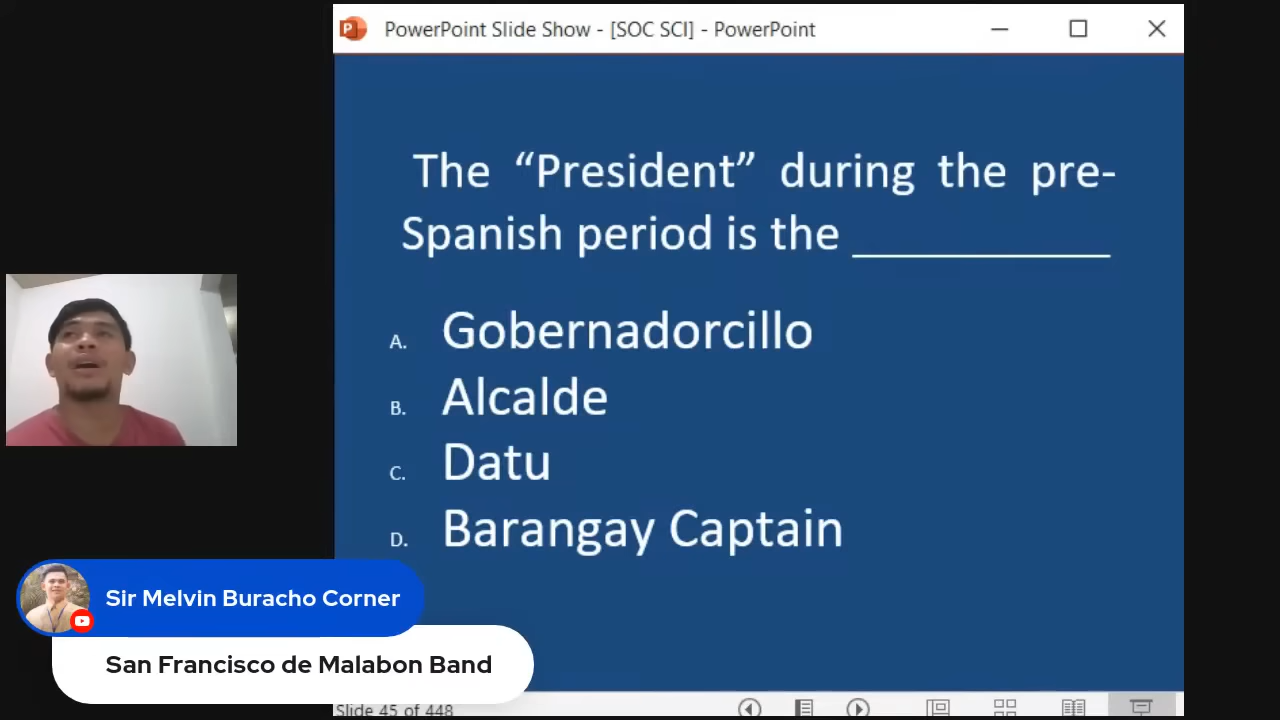 PowerPoint Slide Show - [SOC SCI] - PowerPoint
The “President” during the pre-
Spanish period is the ___________
A. Gobernadorcillo
B. Alcalde
C. Datu
D. Barangay Captain
Sir Melvin Buracho Corner
San Francisco de Malabon Band
Slide 45 of 448